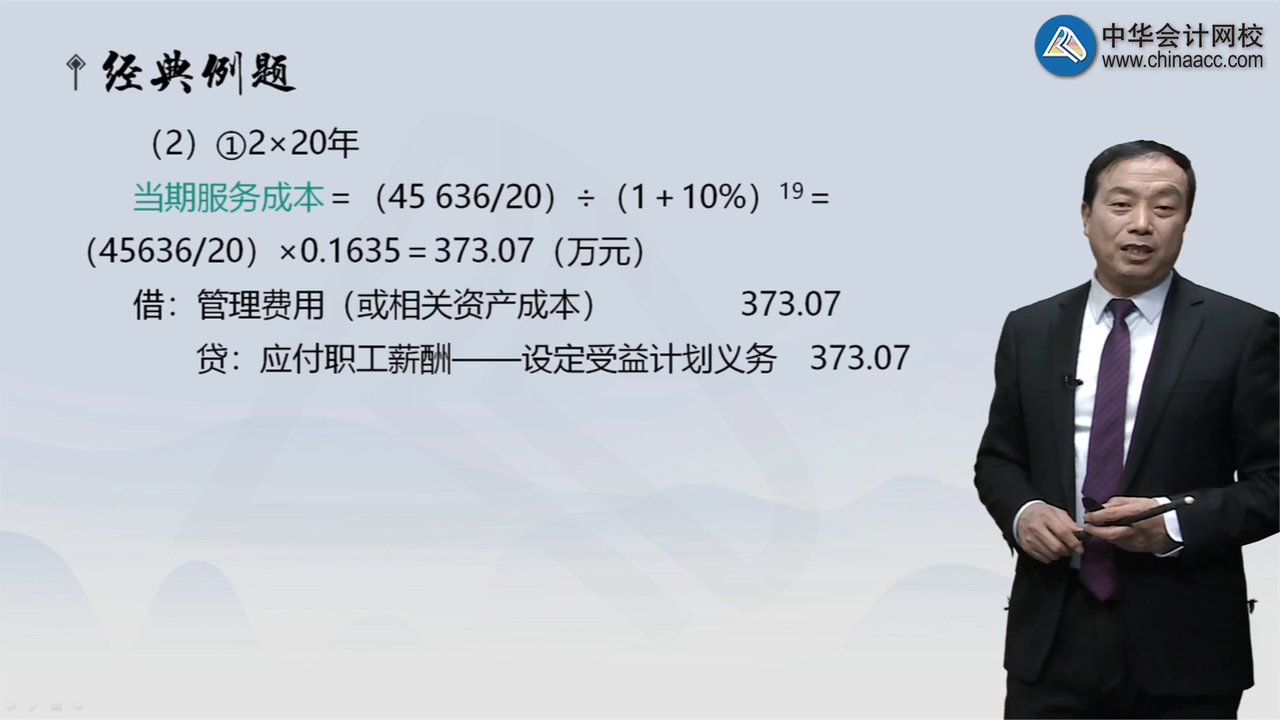 中华会计网校
www.chinaacc.com
经典例题
（2）①2×20年
当期服务成本＝（45 636/20）÷（1＋10%）¹⁹＝
（45636/20）×0.1635＝373.07（万元）
借：管理费用（或相关资产成本） 373.07
贷：应付职工薪酬——设定受益计划义务 373.07